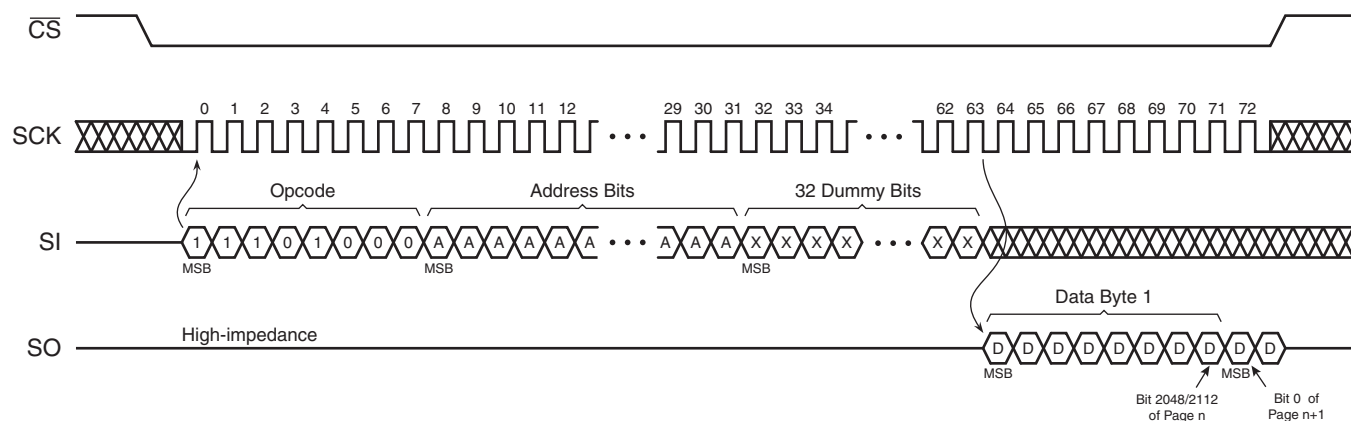 CS
0 1 2 3 4 5 6 7 8 9 10 11 12 29 30 31 32 33 34 62 63 64 65 66 67 68 69 70 71 72
SCK
Opcode Address Bits 32 Dummy Bits
SI 1 1 1 0 1 0 0 0 A A A A A A A A A X X X X X X
MSB MSB MSB
Data Byte 1
High-impedance
SO D D D D D D D D D D
MSB MSB
Bit 2048/2112 Bit 0 of
of Page n Page n+1